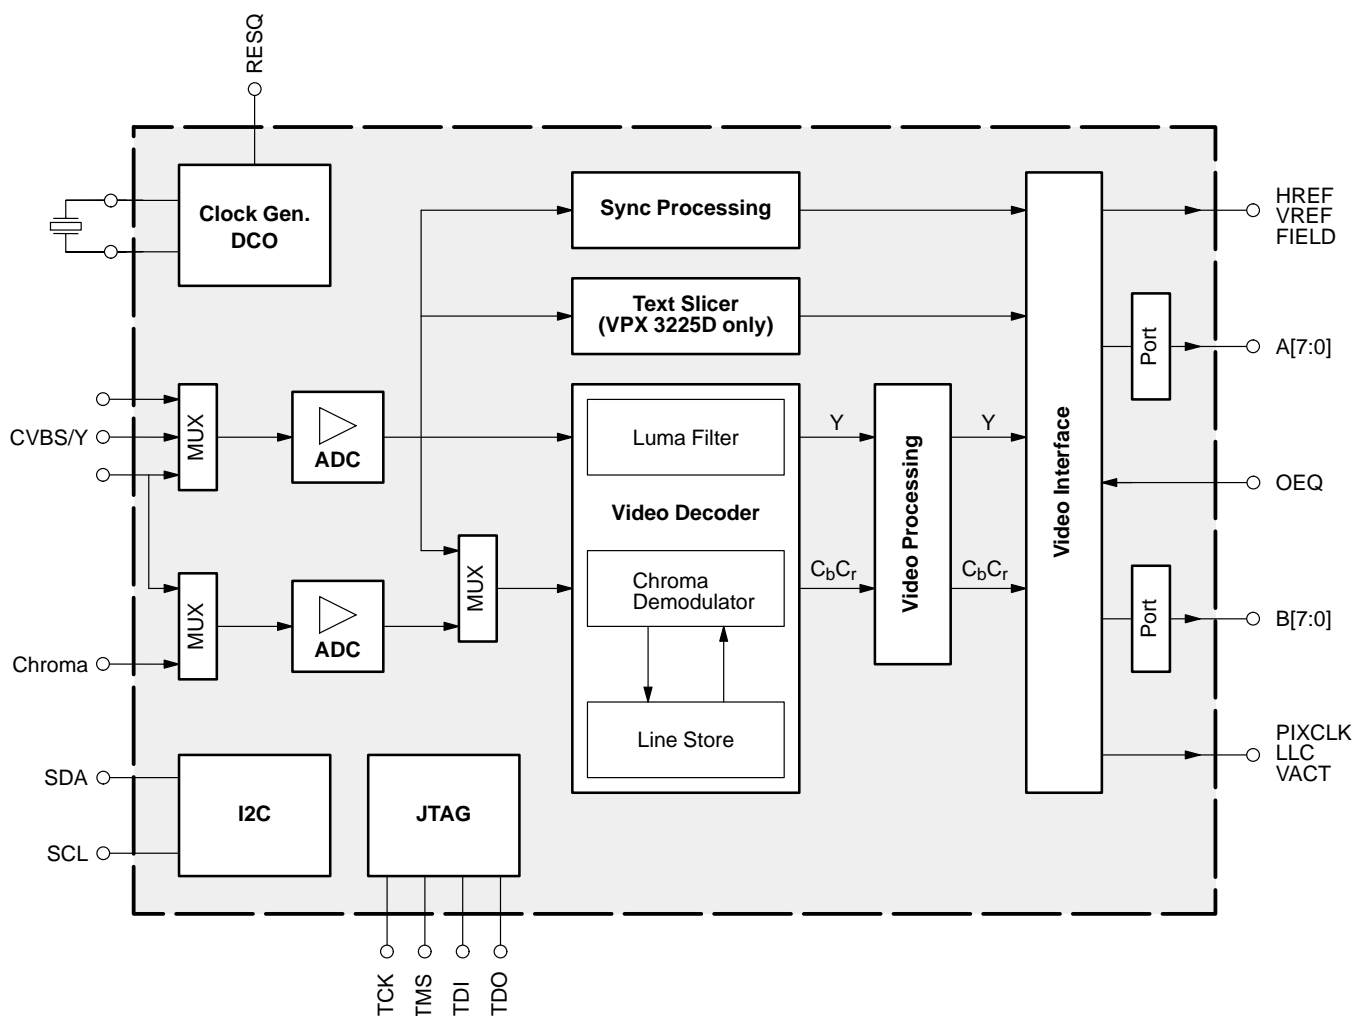 RESQ
Clock Gen.
DCO
Sync Processing
HREF
VREF
FIELD
Text Slicer
(VPX 3225D only)
Port
A[7:0]
CVBS/Y
MUX
ADC
Luma Filter
Y
Y
Video Decoder
Video Processing
Video Interface
OEQ
MUX
ADC
MUX
Chroma
Demodulator
CbCr
CbCr
Port
B[7:0]
Chroma
Line Store
PIXCLK
LLC
VACT
SDA
I2C
JTAG
SCL
TCK
TMS
TDI
TDO